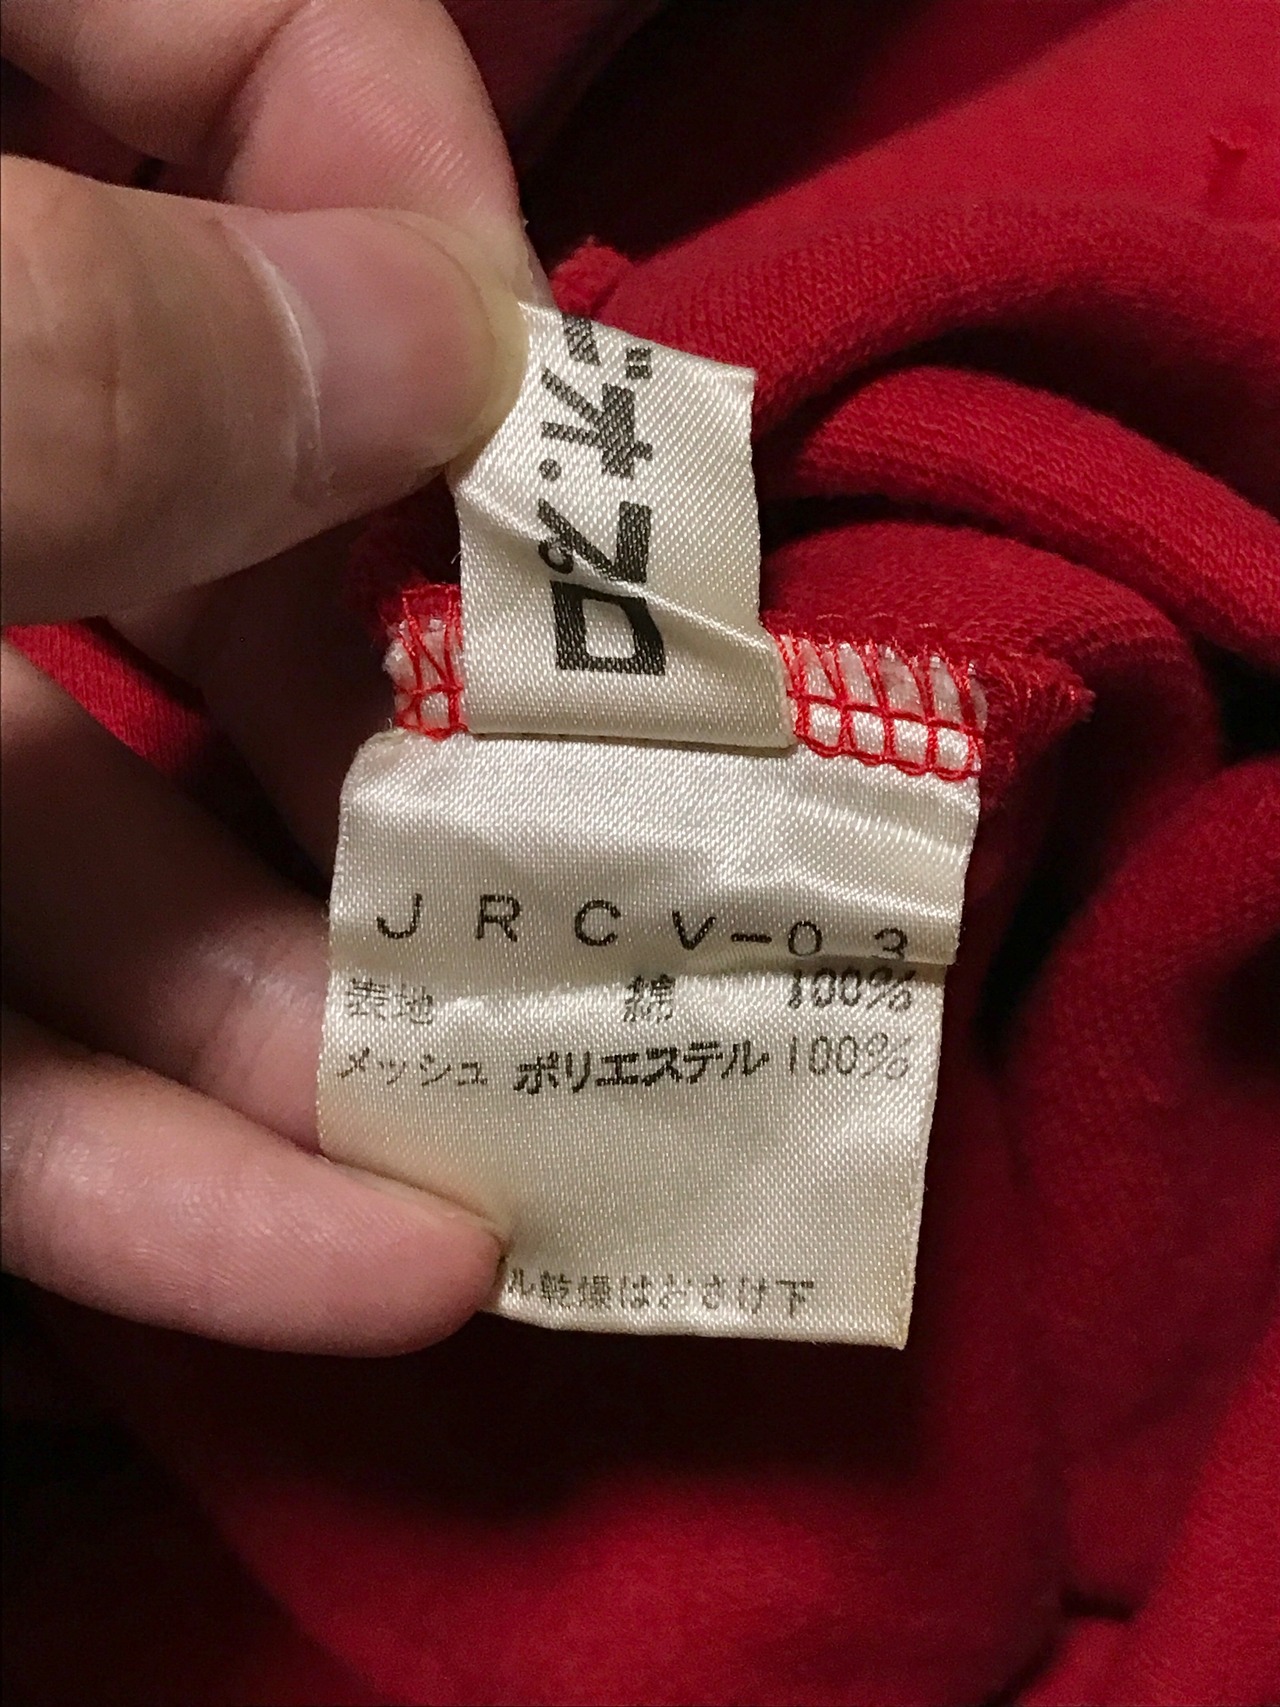 J R C V-03
表地 綿 100%
メッシュ ポリエステル 100%
ル乾燥はおさけ下